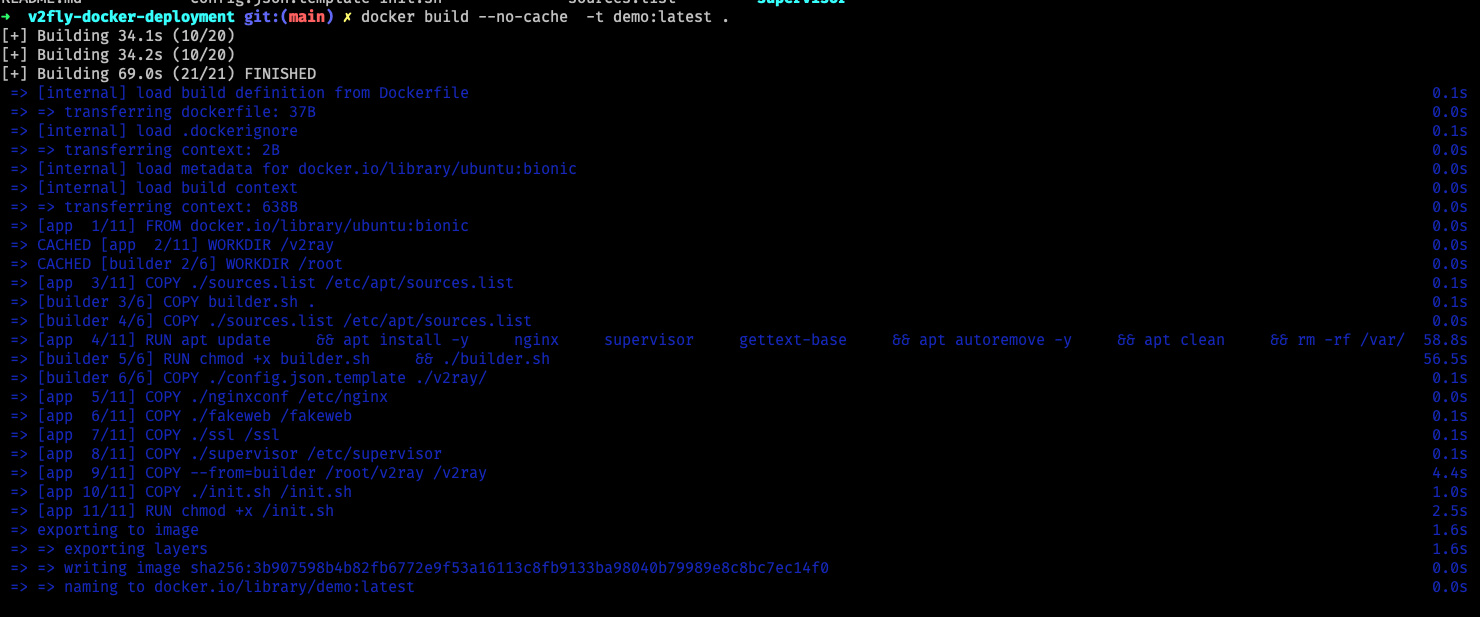 README.md config.json.template init.sh sources.list supervisor
➜ v2fly-docker-deployment git:(main) ✗ docker build --no-cache  -t demo:latest .
[+] Building 34.1s (10/20)
[+] Building 34.2s (10/20)
[+] Building 69.0s (21/21) FINISHED
=> [internal] load build definition from Dockerfile 0.1s
=> => transferring dockerfile: 37B 0.0s
=> [internal] load .dockerignore 0.1s
=> => transferring context: 2B 0.0s
=> [internal] load metadata for docker.io/library/ubuntu:bionic 0.0s
=> [internal] load build context 0.0s
=> => transferring context: 638B 0.0s
=> [app  1/11] FROM docker.io/library/ubuntu:bionic 0.0s
=> CACHED [app  2/11] WORKDIR /v2ray 0.0s
=> CACHED [builder 2/6] WORKDIR /root 0.0s
=> [app  3/11] COPY ./sources.list /etc/apt/sources.list 0.1s
=> [builder 3/6] COPY builder.sh . 0.1s
=> [builder 4/6] COPY ./sources.list /etc/apt/sources.list 0.0s
=> [app  4/11] RUN apt update     && apt install -y     nginx     supervisor     gettext-base     && apt autoremove -y     && apt clean     && rm -rf /var/ 58.8s
=> [builder 5/6] RUN chmod +x builder.sh     && ./builder.sh 56.5s
=> [builder 6/6] COPY ./config.json.template ./v2ray/ 0.1s
=> [app  5/11] COPY ./nginxconf /etc/nginx 0.0s
=> [app  6/11] COPY ./fakeweb /fakeweb 0.1s
=> [app  7/11] COPY ./ssl /ssl 0.1s
=> [app  8/11] COPY ./supervisor /etc/supervisor 0.1s
=> [app  9/11] COPY --from=builder /root/v2ray /v2ray 4.4s
=> [app 10/11] COPY ./init.sh /init.sh 1.0s
=> [app 11/11] RUN chmod +x /init.sh 2.5s
=> exporting to image 1.6s
=> => exporting layers 1.6s
=> => writing image sha256:3b907598b4b82fb6772e9f53a16113c8fb9133ba98040b79989e8c8bc7ec14f0 0.0s
=> => naming to docker.io/library/demo:latest 0.0s